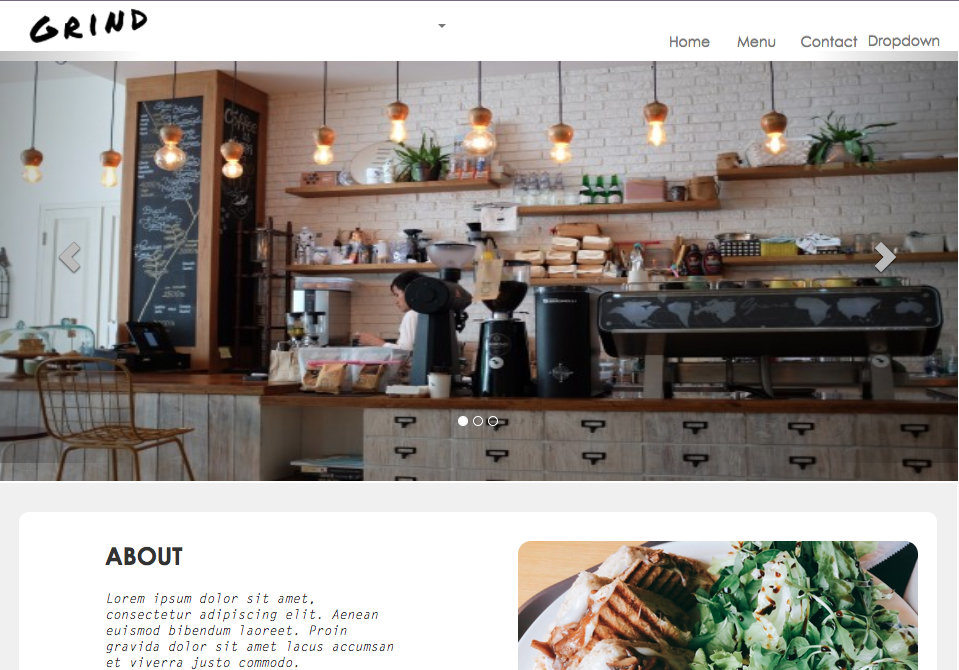 GRIND
Home Menu Contact Dropdown
Coffee
ABOUT
Lorem ipsum dolor sit amet,
consectetur adipiscing elit. Aenean
euismod bibendum laoreet. Proin
gravida dolor sit amet lacus accumsan
et viverra justo commodo.